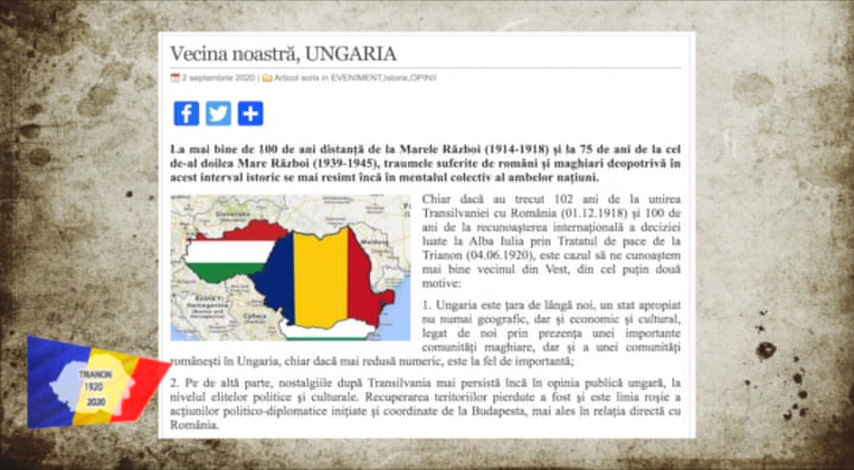 Vecina noastră, UNGARIA
2 septembrie 2020 | Articol scris in EVENIMENT,Istorie,OPINII
La mai bine de 100 de ani distanță de la Marele Război (1914-1918) și la 75 de ani de la cel
de-al doilea Mare Război (1939-1945), traumele suferite de români și maghiari deopotrivă în
acest interval istoric se mai resimt încă în mentalul colectiv al ambelor națiuni.
Chiar dacă au trecut 102 ani de la unirea
Transilvaniei cu România (01.12.1918) și 100 de
ani de la recunoașterea internațională a deciziei
luate la Alba Iulia prin Tratatul de pace de la
Trianon (04.06.1920), este cazul să ne cunoaștem
mai bine vecinul din Vest, din cel puțin două
motive:
Slovensko
Moldova
Србија
1. Ungaria este țara de lângă noi, un stat apropiat
nu numai geografic, dar și economic și cultural,
legat de noi prin prezența unei importante
comunități maghiare, dar și a unei comunități
românești în Ungaria, chiar dacă mai redusă numeric, este la fel de importantă;
2. Pe de altă parte, nostalgiile după Transilvania mai persistă încă în opinia publică ungară, la
nivelul elitelor politice și culturale. Recuperarea teritoriilor pierdute a fost și este linia roșie a
acțiunilor politico-diplomatice inițiate și coordonate de la Budapesta, mai ales în relația directă cu
România.
TRIANON
1920
2020